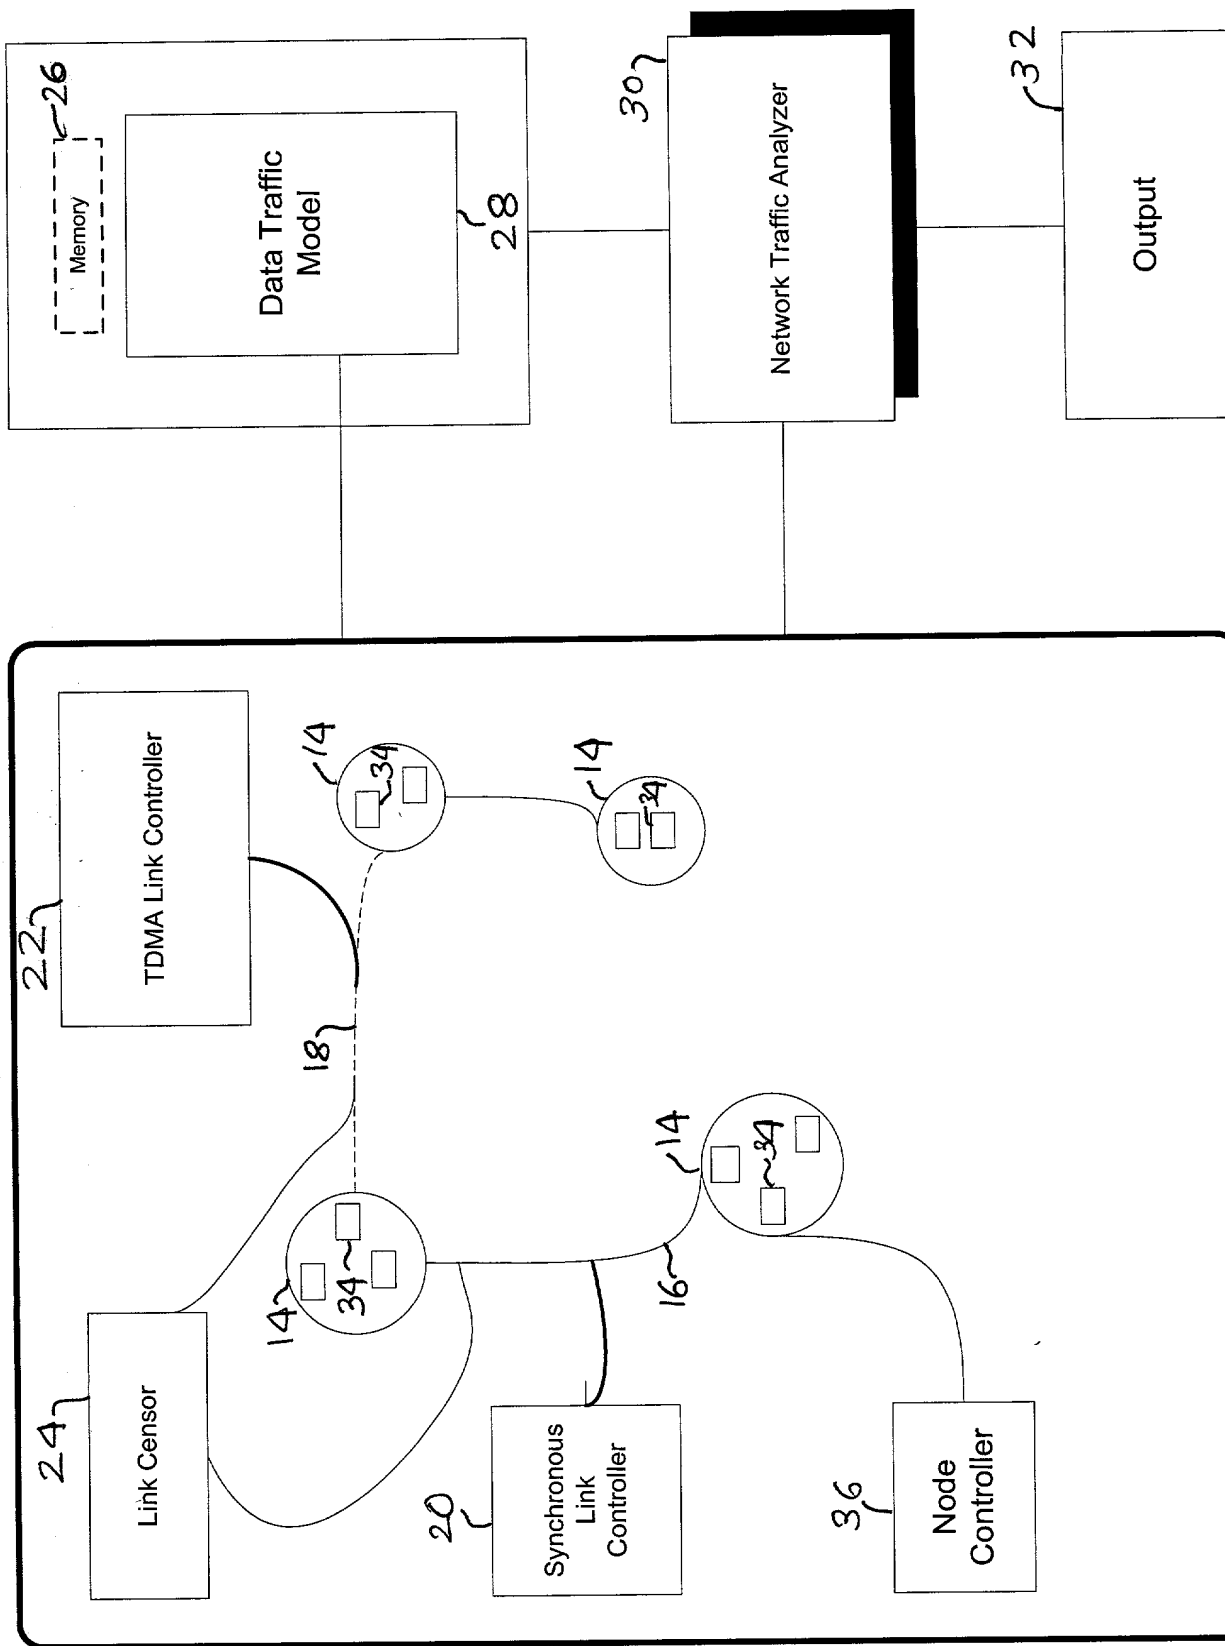 24
Link Censor
22
TDMA Link Controller
26
Memory
Data Traffic
Model
28
14
34
18
14
34
14
34
20
Synchronous
Link
Controller
16
14
34
30
Network Traffic Analyzer
36
Node
Controller
32
Output